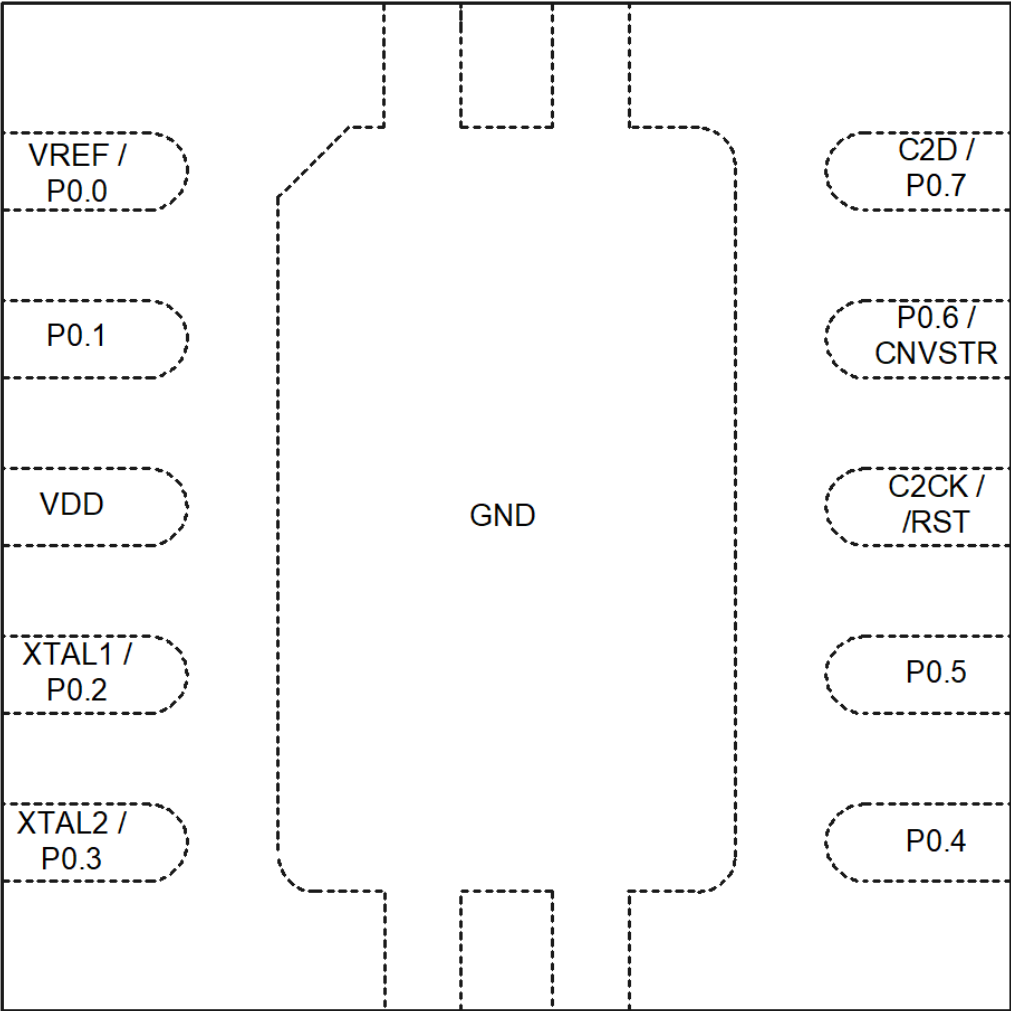 VREF /
P0.0
P0.1
VDD
XTAL1 /
P0.2
XTAL2 /
P0.3
GND
C2D /
P0.7
P0.6 /
CNVSTR
C2CK /
/RST
P0.5
P0.4